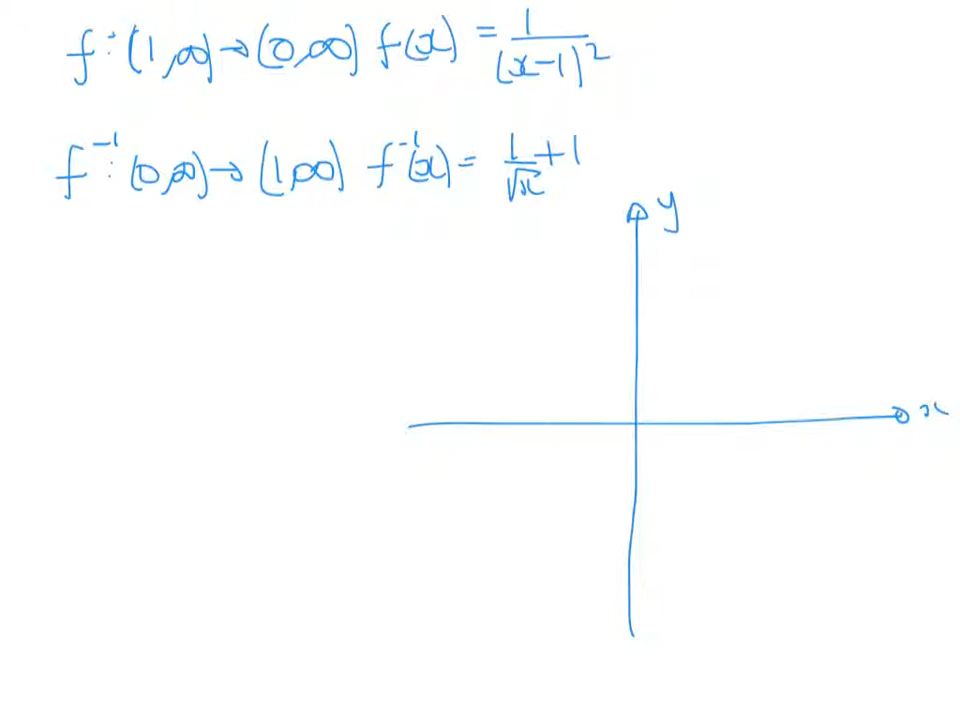 f : (1,∞) → (0,∞) f(x) = 1/(x-1)²
f⁻¹ : (0,∞) → (1,∞) f⁻¹(x) = 1/√x + 1
y
x